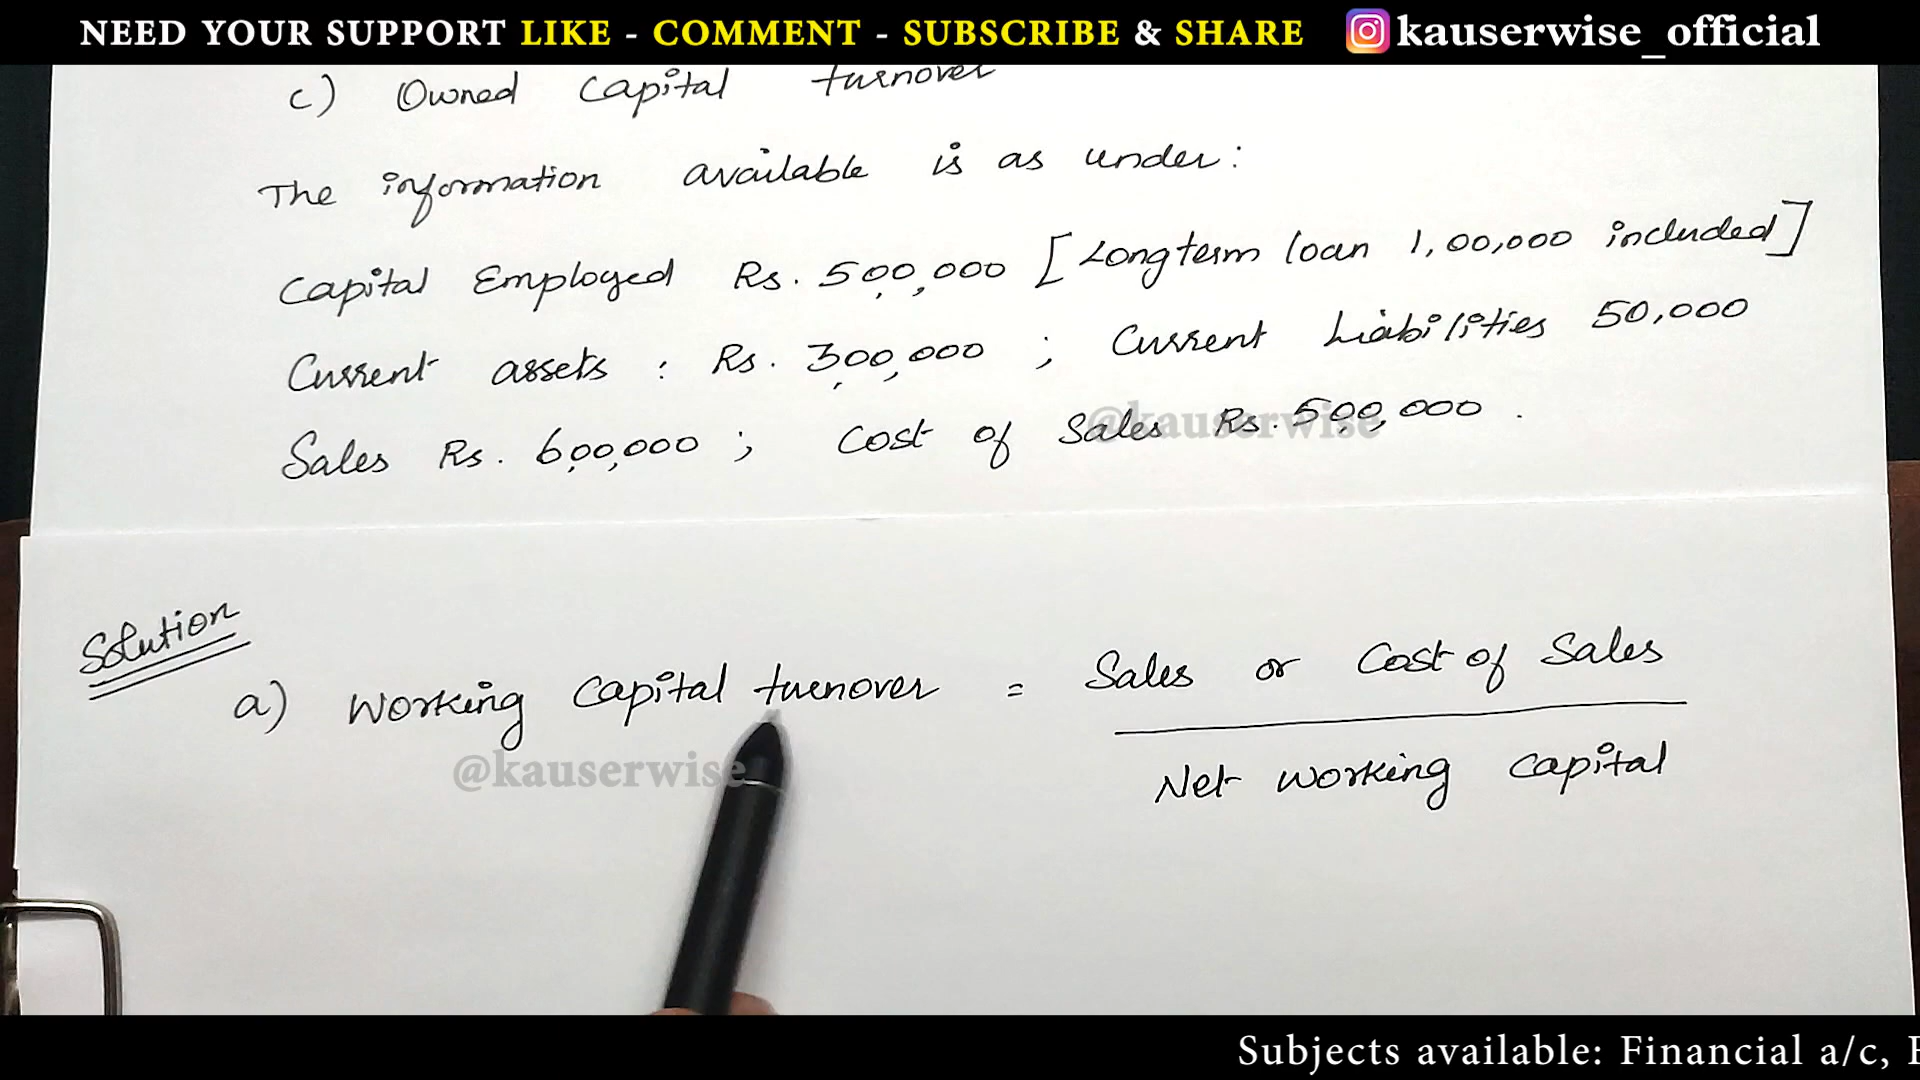 NEED YOUR SUPPORT LIKE - COMMENT - SUBSCRIBE & SHARE kauserwise_official
c) Owned Capital turnover
The information available is as under:
Capital Employed Rs. 5,00,000 [Long term loan 1,00,000 included]
Current assets : Rs. 3,00,000 ; Current Liabilities 50,000
Sales Rs. 6,00,000 ; Cost of Sales Rs. 5,00,000.
@kauserwise
Solution
a) Working Capital turnover = Sales or Cost of Sales
Net working capital
@kauserwise
Subjects available: Financial a/c,